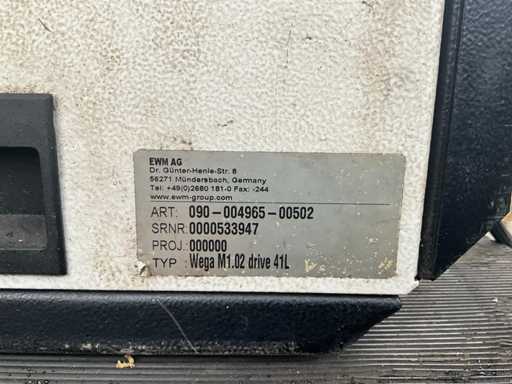 EWM AG
Dr. Günter-Henle-Str. 8
56271 Mündersbach, Germany
Tel: +49(0)2680 181-0 Fax: -244
www.ewm-group.com
ART: 090-004965-00502
SRNR: 0000533947
PROJ: 000000
TYP : Wega M1.02 drive 41L